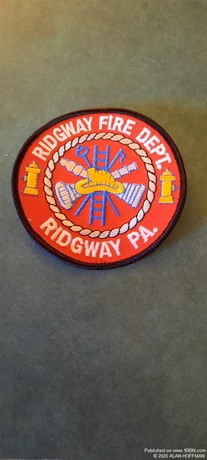 RIDGWAY FIRE DEPT.
RIDGWAY PA.
Published on www.1RBN.com
© 2020 ALAN HOFFMAN